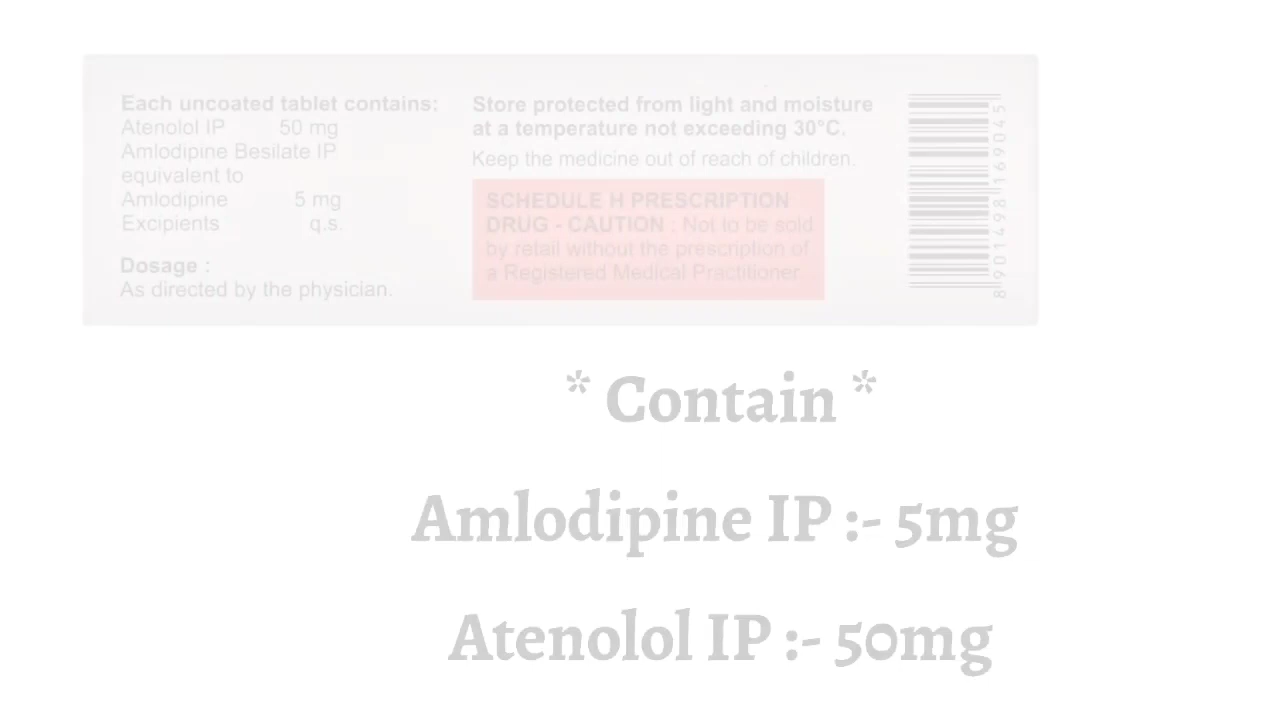 Each uncoated tablet contains:
Atenolol IP 50 mg
Amlodipine Besilate IP
equivalent to
Amlodipine 5 mg
Excipients q.s.
Dosage :
As directed by the physician.
Store protected from light and moisture
at a temperature not exceeding 30°C.
Keep the medicine out of reach of children.
SCHEDULE H PRESCRIPTION
DRUG - CAUTION : Not to be sold
by retail without the prescription of
a Registered Medical Practitioner.
8901498169045
* Contain *
Amlodipine IP :- 5mg
Atenolol IP :- 50mg